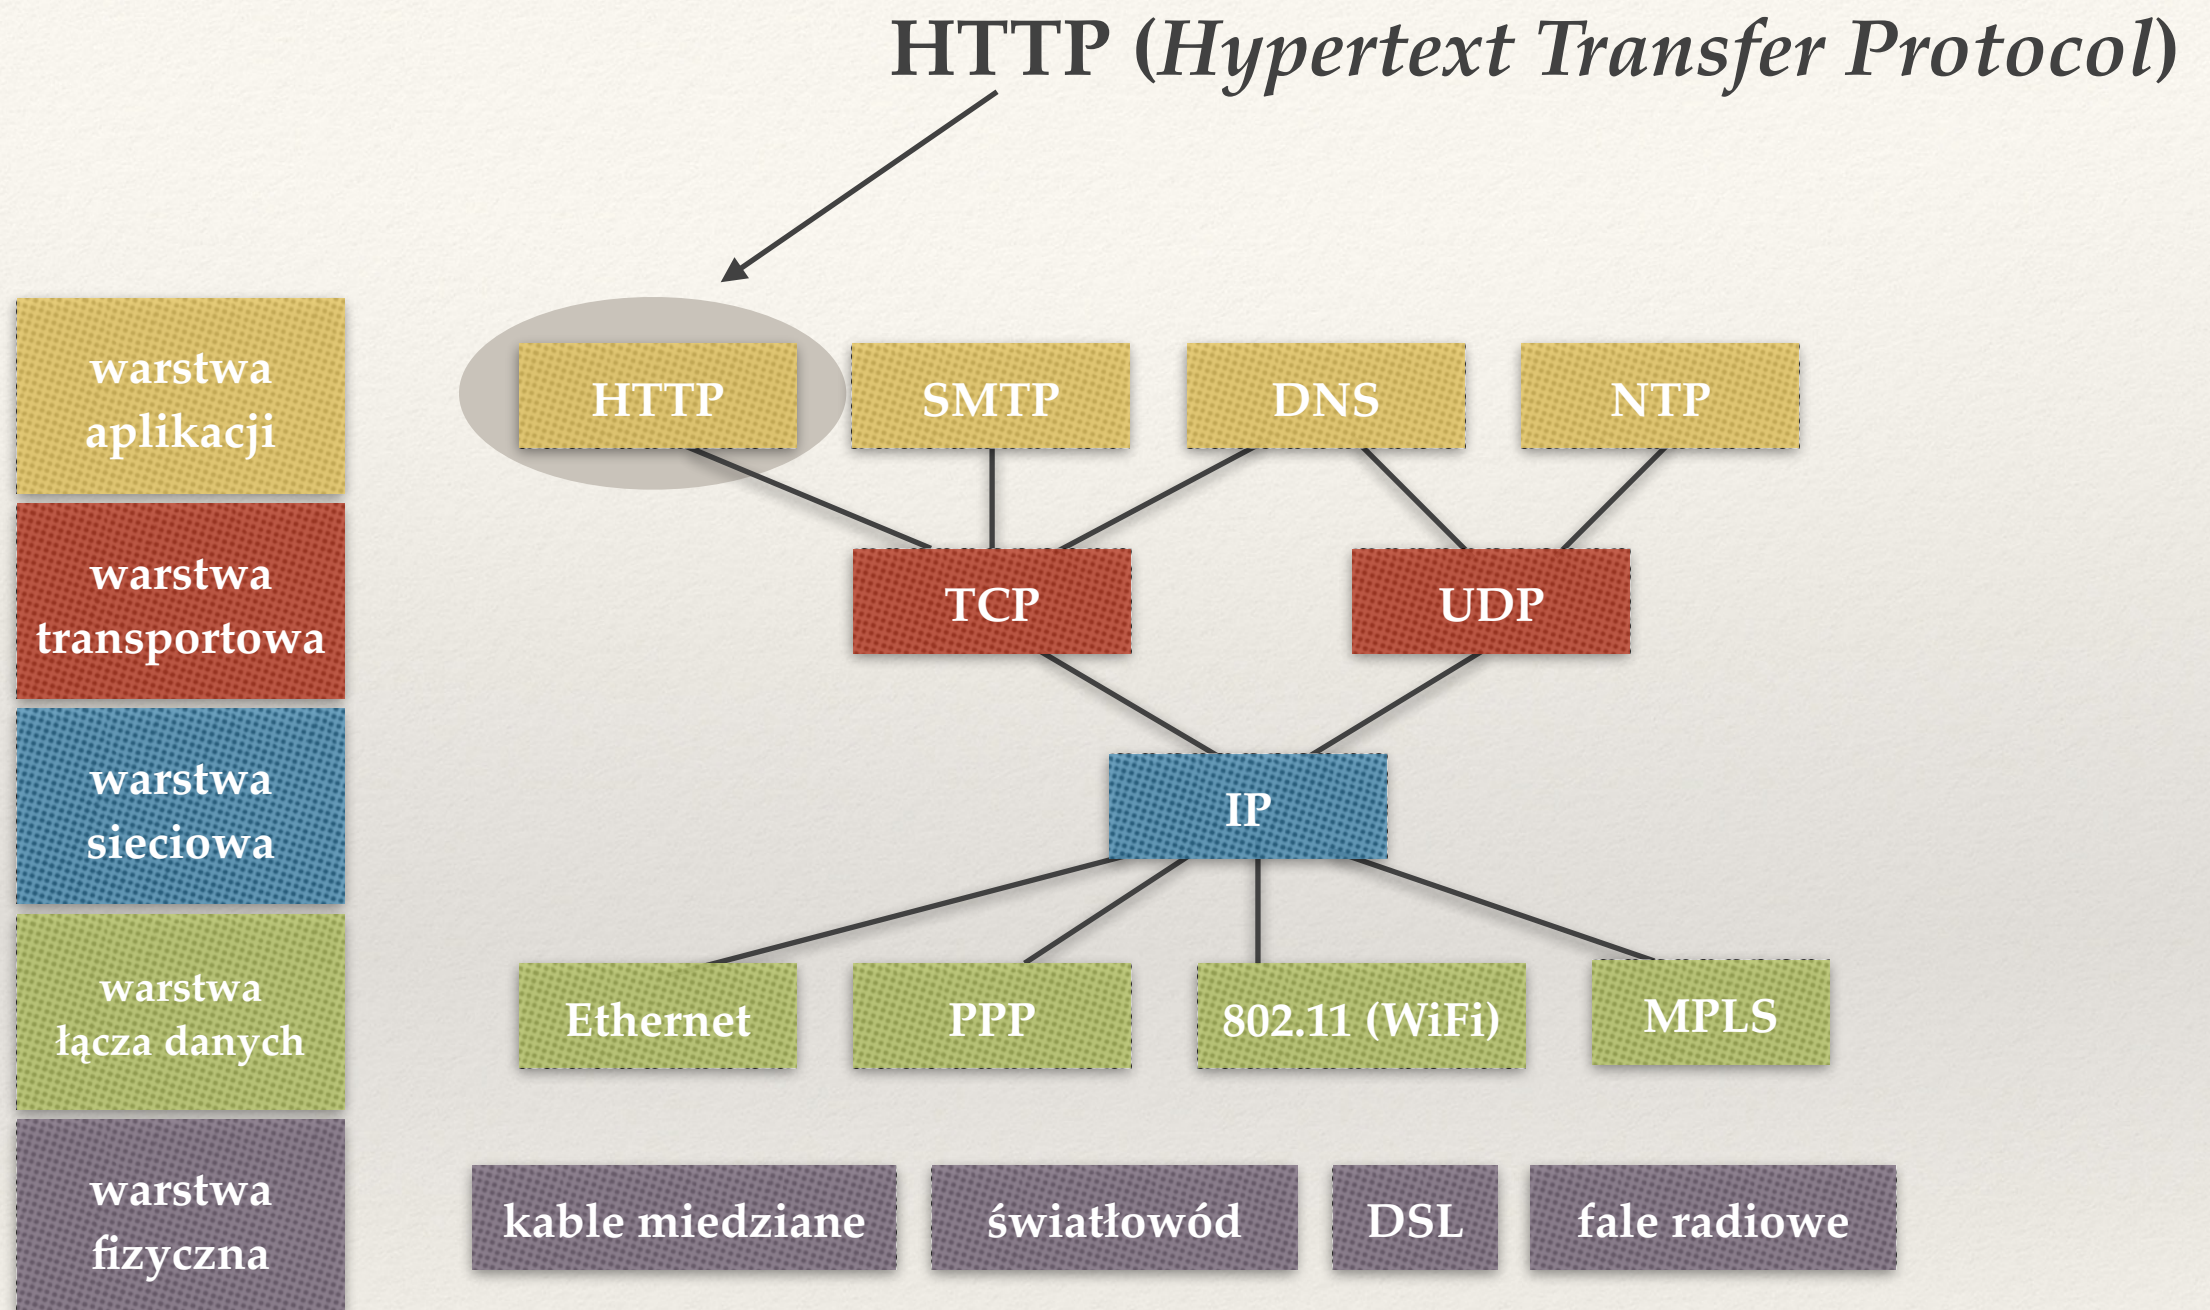 HTTP (Hypertext Transfer Protocol)
warstwa
aplikacji
HTTP
SMTP
DNS
NTP
warstwa
transportowa
TCP
UDP
warstwa
sieciowa
IP
warstwa
łącza danych
Ethernet
PPP
802.11 (WiFi)
MPLS
warstwa
fizyczna
kable miedziane
światłowód
DSL
fale radiowe